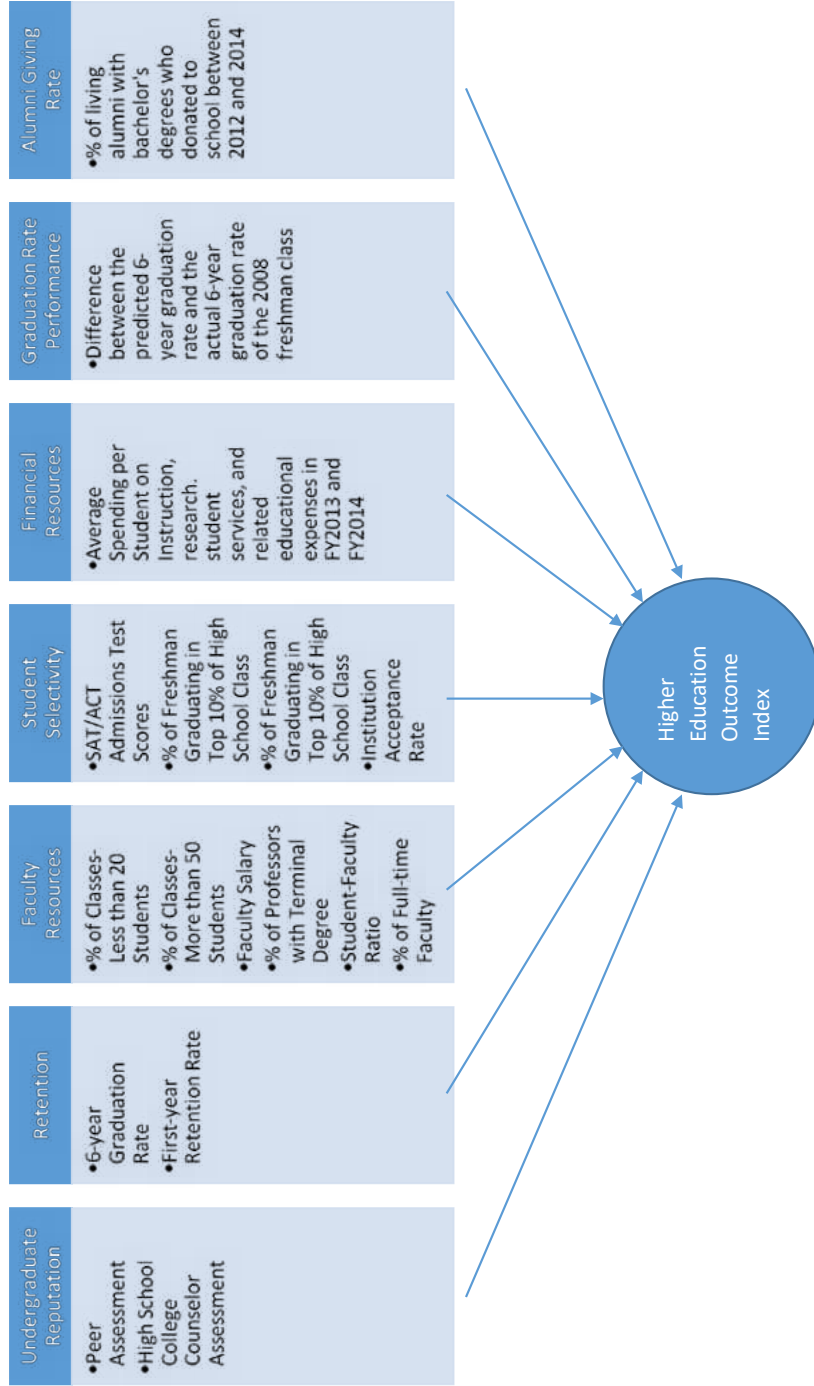 Undergraduate
Reputation
•Peer
Assessment
•High School
College
Counselor
Assessment
Retention
•6-year
Graduation
Rate
•First-year
Retention Rate
Faculty
Resources
•% of Classes-
Less than 20
Students
•% of Classes-
More than 50
Students
•Faculty Salary
•% of Professors
with Terminal
Degree
•Student-Faculty
Ratio
•% of Full-time
Faculty
Student
Selectivity
•SAT/ACT
Admissions Test
Scores
•% of Freshman
Graduating in
Top 10% of High
School Class
•% of Freshman
Graduating in
Top 10% of High
School Class
•Institution
Acceptance
Rate
Financial
Resources
•Average
Spending per
Student on
Instruction,
research.
student
services, and
related
educational
expenses in
FY2013 and
FY2014
Graduation Rate
Performance
•Difference
between the
predicted 6-
year graduation
rate and the
actual 6-year
graduation rate
of the 2008
freshman class
Alumni Giving
Rate
•% of living
alumni with
bachelor's
degrees who
donated to
school between
2012 and 2014
Higher
Education
Outcome
Index